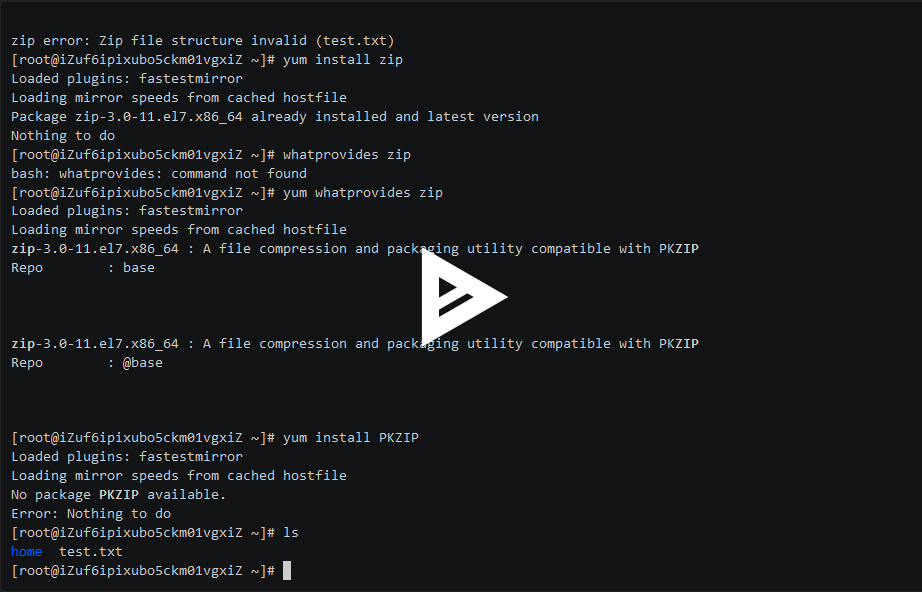 zip error: Zip file structure invalid (test.txt)
[root@iZuf6ipixubo5ckm01vgxiZ ~]# yum install zip
Loaded plugins: fastestmirror
Loading mirror speeds from cached hostfile
Package zip-3.0-11.el7.x86_64 already installed and latest version
Nothing to do
[root@iZuf6ipixubo5ckm01vgxiZ ~]# whatprovides zip
bash: whatprovides: command not found
[root@iZuf6ipixubo5ckm01vgxiZ ~]# yum whatprovides zip
Loaded plugins: fastestmirror
Loading mirror speeds from cached hostfile
zip-3.0-11.el7.x86_64 : A file compression and packaging utility compatible with PKZIP
Repo        : base
zip-3.0-11.el7.x86_64 : A file compression and packaging utility compatible with PKZIP
Repo        : @base
[root@iZuf6ipixubo5ckm01vgxiZ ~]# yum install PKZIP
Loaded plugins: fastestmirror
Loading mirror speeds from cached hostfile
No package PKZIP available.
Error: Nothing to do
[root@iZuf6ipixubo5ckm01vgxiZ ~]# ls
home  test.txt
[root@iZuf6ipixubo5ckm01vgxiZ ~]#